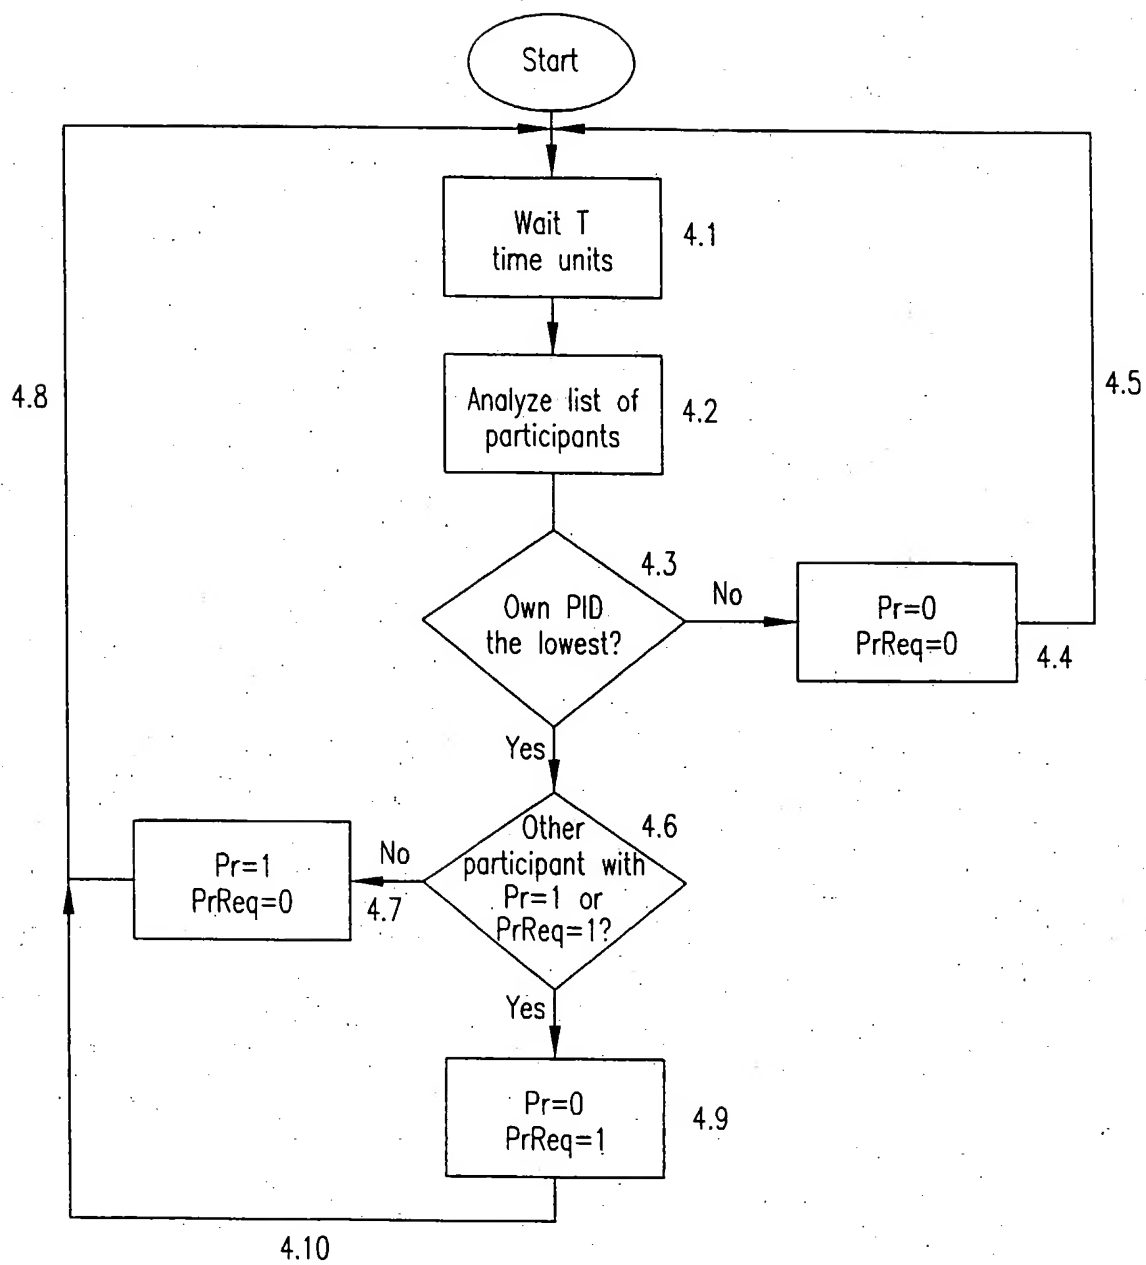 Start
Wait T
time units
4.1
4.8
4.5
Analyze list of
participants
4.2
4.3
Own PID
the lowest?
No
Pr=0
PrReq=0
4.4
Yes
4.6
Other
participant with
Pr=1 or
PrReq=1?
No
Pr=1
PrReq=0
4.7
Yes
Pr=0
PrReq=1
4.9
4.10